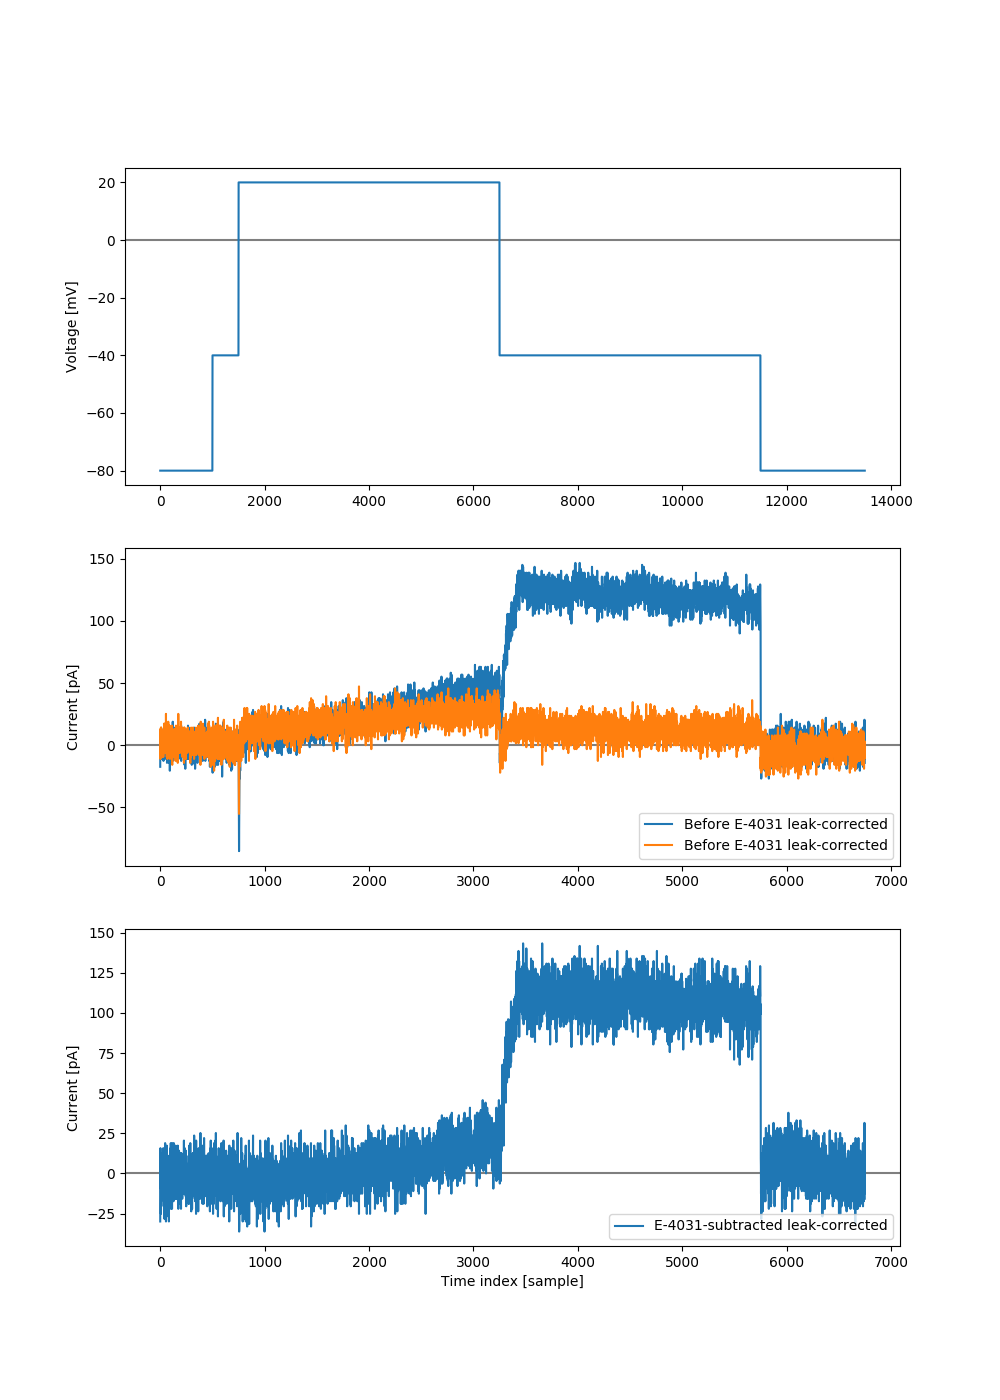 20
0
−20
−40
−60
−80
Voltage [mV]
0 2000 4000 6000 8000 10000 12000 14000
150
100
50
0
−50
Current [pA]
Before E-4031 leak-corrected
Before E-4031 leak-corrected
0 1000 2000 3000 4000 5000 6000 7000
150
125
100
75
50
25
0
−25
Current [pA]
E-4031-subtracted leak-corrected
0 1000 2000 3000 4000 5000 6000 7000
Time index [sample]